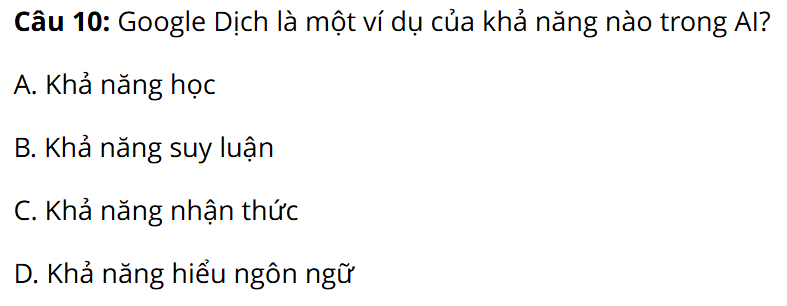 Câu 10: Google Dịch là một ví dụ của khả năng nào trong AI?
A. Khả năng học
B. Khả năng suy luận
C. Khả năng nhận thức
D. Khả năng hiểu ngôn ngữ